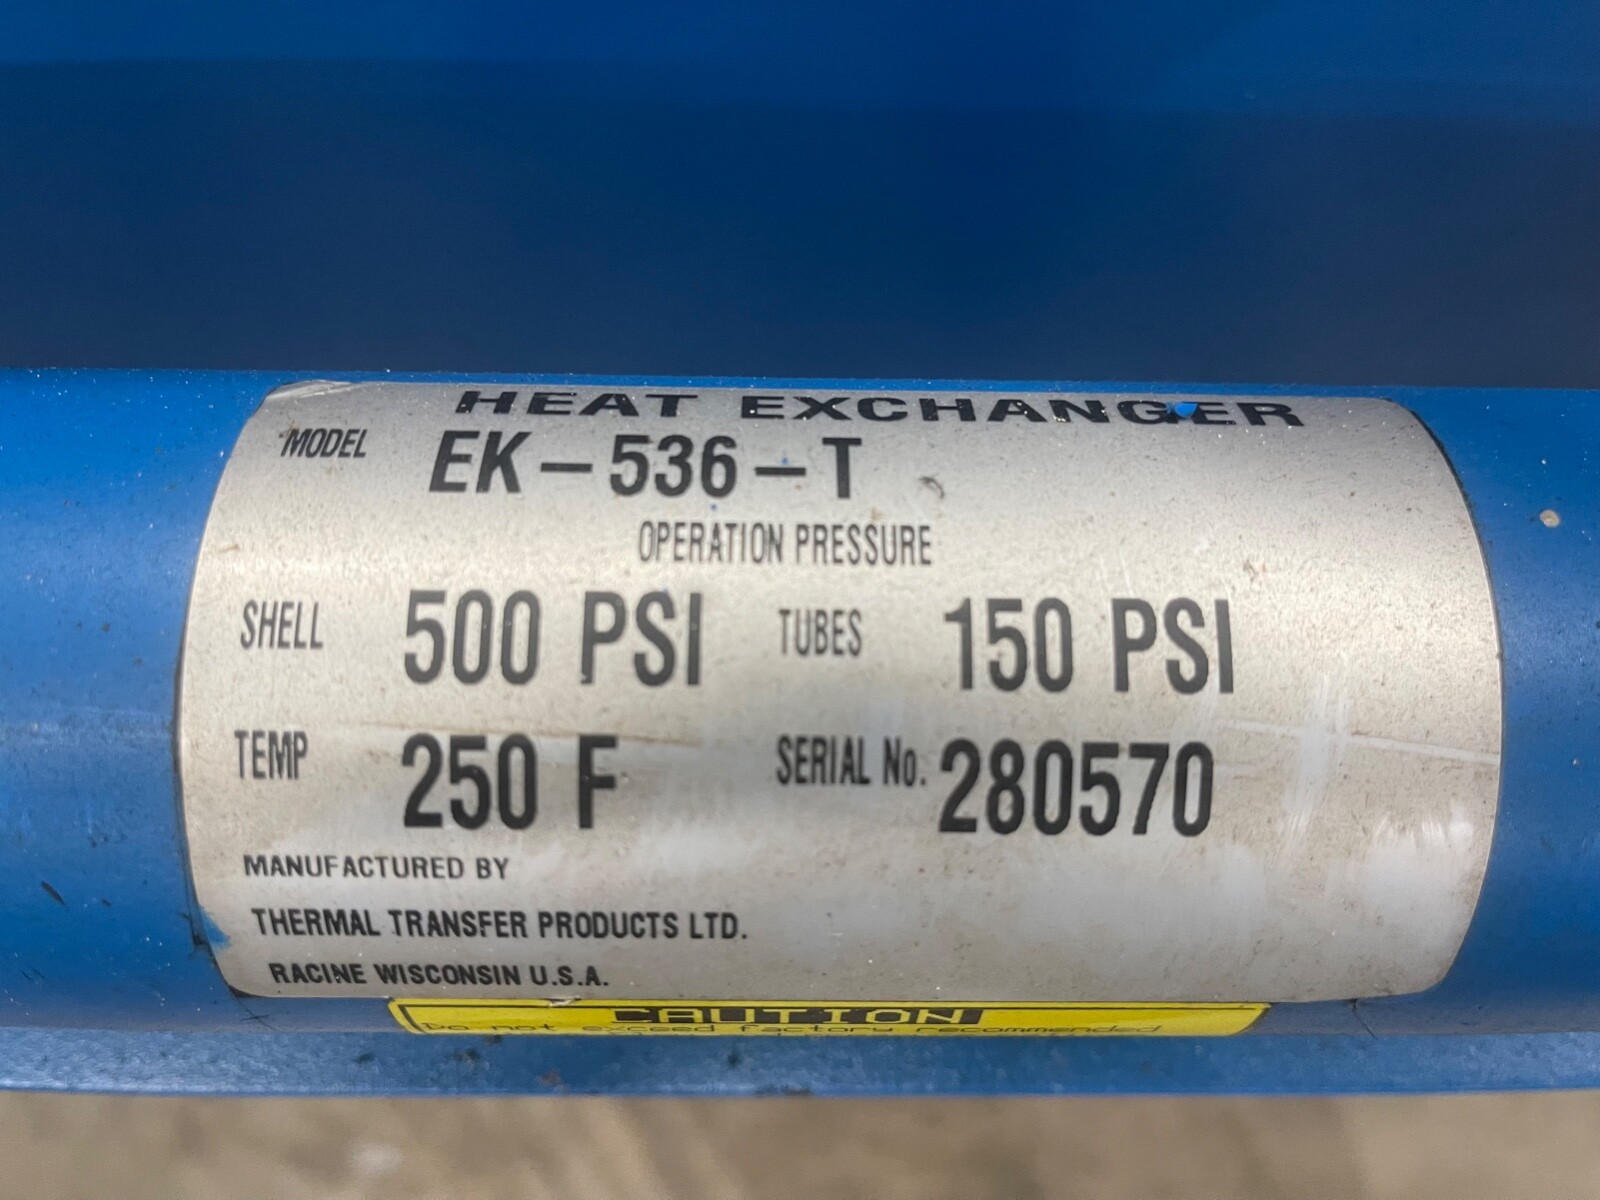 HEAT EXCHANGER
MODEL EK-536-T
OPERATION PRESSURE
SHELL 500 PSI TUBES 150 PSI
TEMP 250 F SERIAL No. 280570
MANUFACTURED BY
THERMAL TRANSFER PRODUCTS LTD.
RACINE WISCONSIN U.S.A.
CAUTION
Do not exceed factory recommended